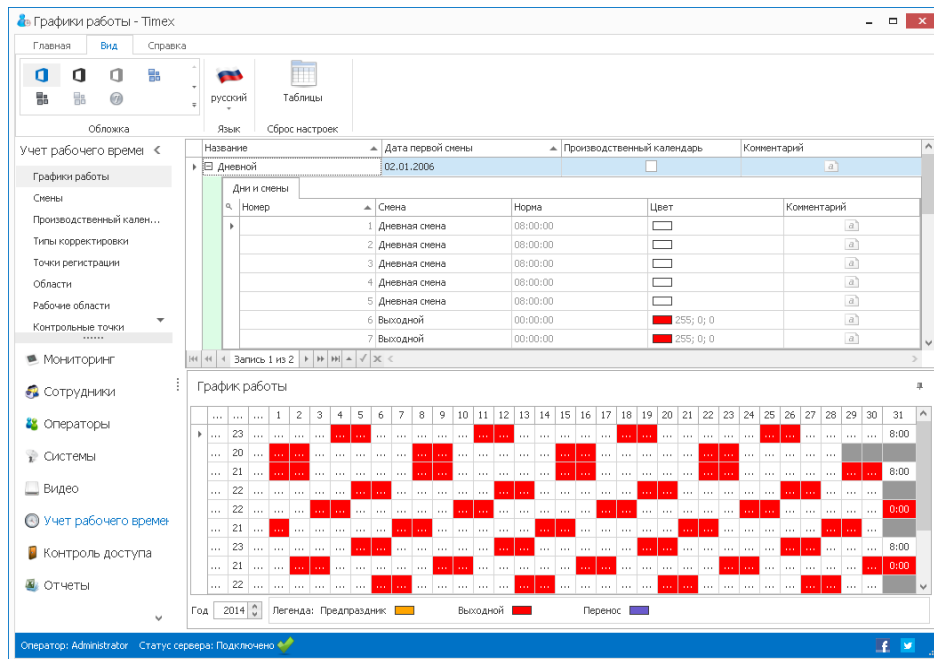 Графики работы - Timex
Главная Вид Справка
русский Таблицы
Обложка Язык Сброс настроек
Учет рабочего времен
Графики работы
Смены
Производственный кален...
Типы корректировки
Точки регистрации
Области
Рабочие области
Контрольные точки
Мониторинг
Сотрудники
Операторы
Системы
Видео
Учет рабочего времен
Контроль доступа
Отчеты
Название Дата первой смены Производственный календарь Комментарий
Дневной 02.01.2006 a
Дни и смены
Номер Смена Норма Цвет Комментарий
1 Дневная смена 08:00:00 a
2 Дневная смена 08:00:00 a
3 Дневная смена 08:00:00 a
4 Дневная смена 08:00:00 a
5 Дневная смена 08:00:00 a
6 Выходной 00:00:00 255; 0; 0 a
7 Выходной 00:00:00 255; 0; 0 a
Запись 1 из 2
График работы
... ... ... 1 2 3 4 5 6 7 8 9 10 11 12 13 14 15 16 17 18 19 20 21 22 23 24 25 26 27 28 29 30 31
... 23 ... ... ... ... ... ... ... ... ... ... ... ... ... ... ... ... ... ... ... ... ... ... ... ... ... ... ... ... ... ... ... ... ... 8:00
... 20 ... ... ... ... ... ... ... ... ... ... ... ... ... ... ... ... ... ... ... ... ... ... ... ... ... ... ... ... ... ... ...
... 21 ... ... ... ... ... ... ... ... ... ... ... ... ... ... ... ... ... ... ... ... ... ... ... ... ... ... ... ... ... ... ... ... ... 8:00
... 22 ... ... ... ... ... ... ... ... ... ... ... ... ... ... ... ... ... ... ... ... ... ... ... ... ... ... ... ... ... ... ... ... ...
... 22 ... ... ... ... ... ... ... ... ... ... ... ... ... ... ... ... ... ... ... ... ... ... ... ... ... ... ... ... ... ... ... ... ... 0:00
... 21 ... ... ... ... ... ... ... ... ... ... ... ... ... ... ... ... ... ... ... ... ... ... ... ... ... ... ... ... ... ... ... ... ...
... 23 ... ... ... ... ... ... ... ... ... ... ... ... ... ... ... ... ... ... ... ... ... ... ... ... ... ... ... ... ... ... ... ... ... 8:00
... 21 ... ... ... ... ... ... ... ... ... ... ... ... ... ... ... ... ... ... ... ... ... ... ... ... ... ... ... ... ... ... ... ... ... 0:00
... 22 ... ... ... ... ... ... ... ... ... ... ... ... ... ... ... ... ... ... ... ... ... ... ... ... ... ... ... ... ... ... ... ... ...
Год 2014 Легенда: Предпраздник Выходной Перенос
Оператор: Administrator Статус сервера: Подключено